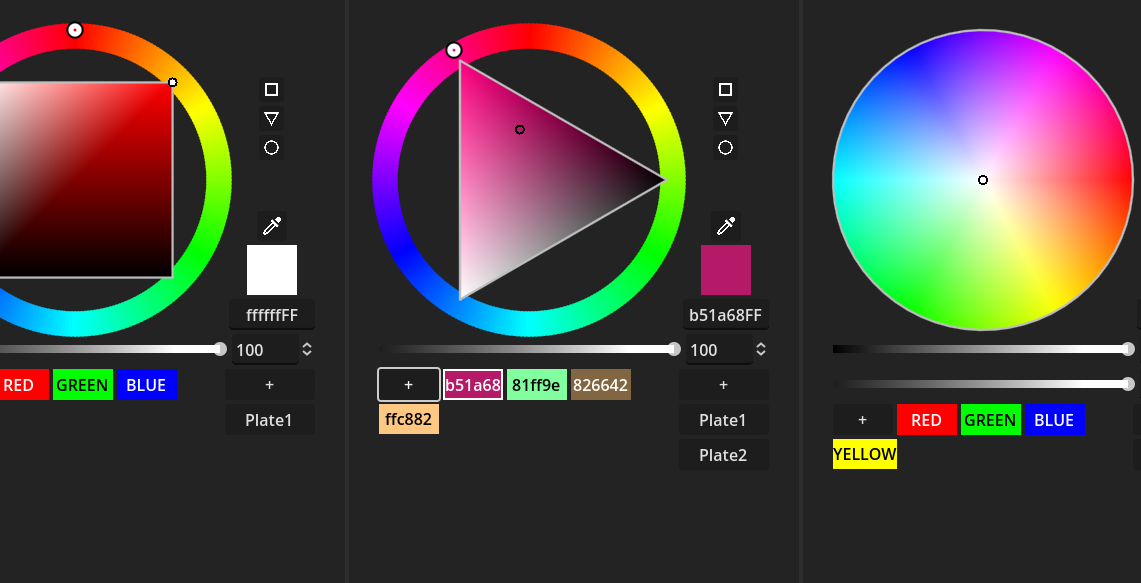 ffffffFF
100
RED GREEN BLUE +
Plate1
b51a68FF
100
+ b51a68 81ff9e 826642 +
ffc882 Plate1
Plate2
+ RED GREEN BLUE
YELLOW